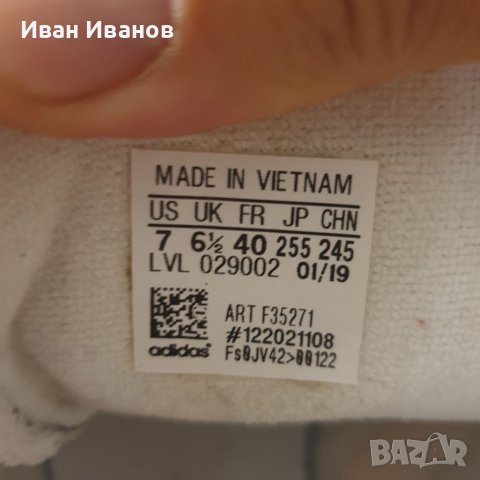 Иван Иванов
MADE IN VIETNAM
US UK FR JP CHN
7 6½ 40 255 245
LVL 029002 01/19
ART F35271
#122021108
adidas® Fs0JV42>00122
BAZAR